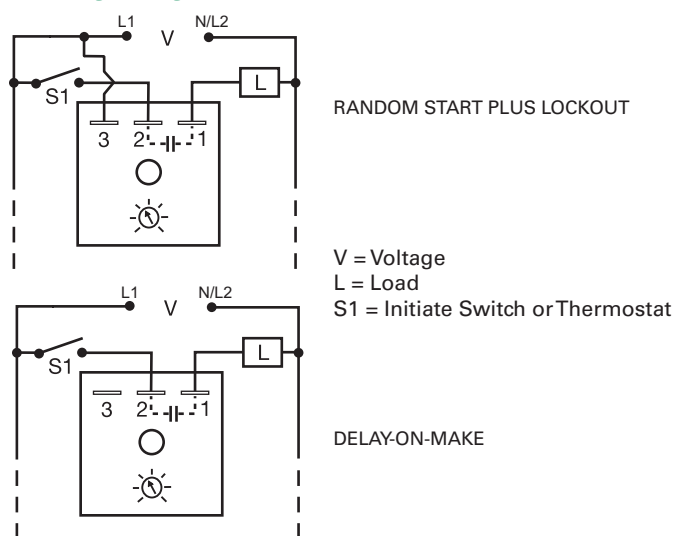 L1 V N/L2
S1 L
3 2 1
RANDOM START PLUS LOCKOUT
V = Voltage
L = Load
S1 = Initiate Switch or Thermostat
L1 V N/L2
S1 L
3 2 1
DELAY-ON-MAKE